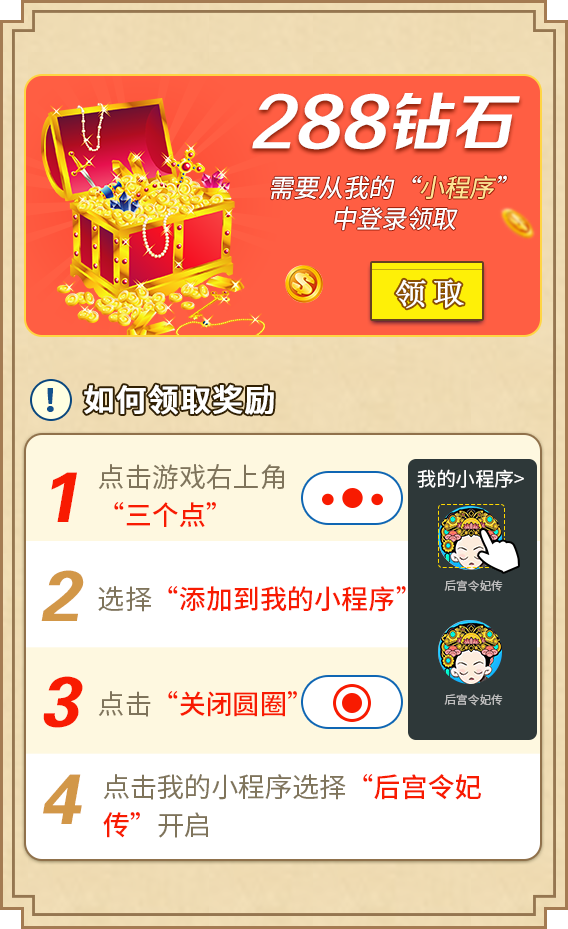 288钻石
需要从我的“小程序”
中登录领取
领取
! 如何领取奖励
1 点击游戏右上角
“三个点”
我的小程序>
后宫令妃传
2 选择“添加到我的小程序”
后宫令妃传
3 点击“关闭圆圈”
4 点击我的小程序选择“后宫令妃
传”开启